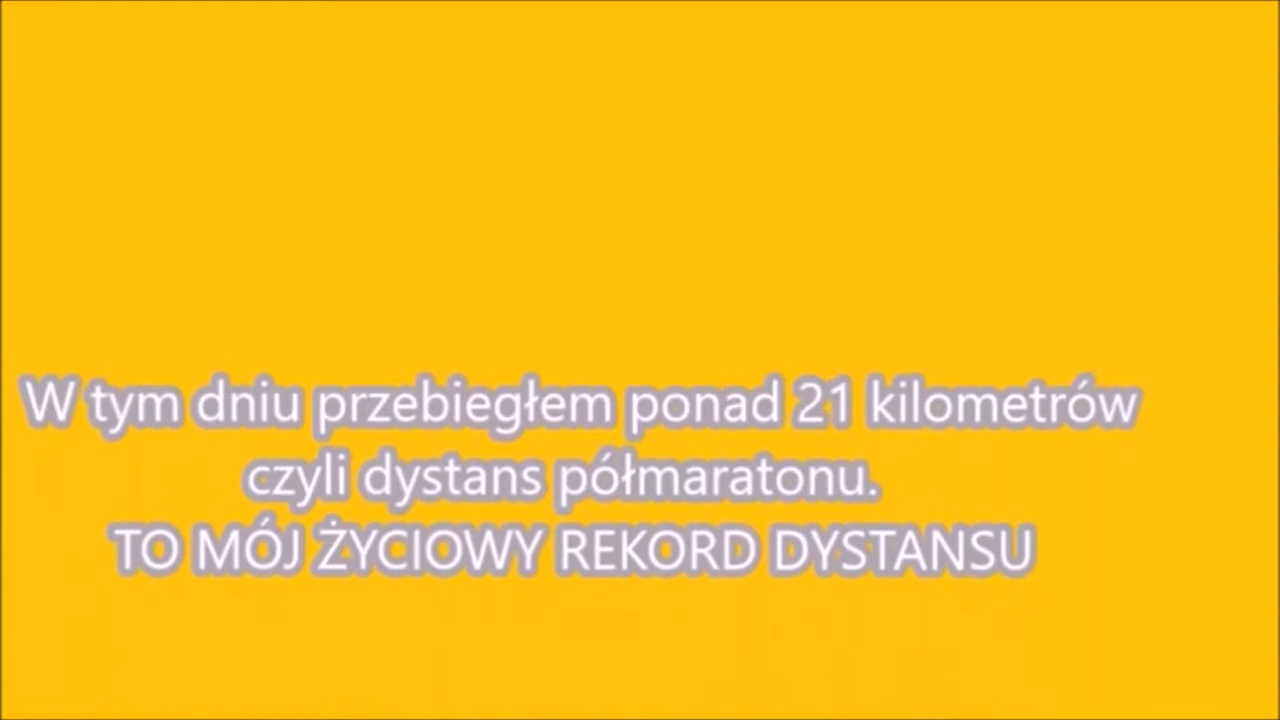 W tym dniu przebiegłem ponad 21 kilometrów
czyli dystans półmaratonu.
TO MÓJ ŻYCIOWY REKORD DYSTANSU